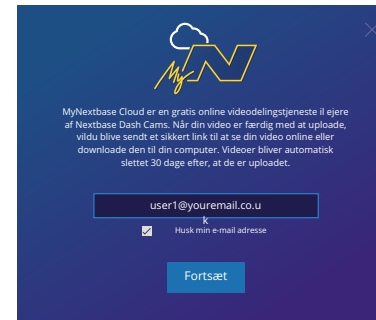 My N
MyNextbase Cloud er en gratis online videodelingstjeneste il ejere
af Nextbase Dash Cams. Når din video er færdig med at uploade,
vildu blive sendt et sikkert link til at se din video online eller
downloade den til din computer. Videoer bliver automatisk
slettet 30 dage efter, at de er uploadet.
user1@youremail.co.u
k
Husk min e-mail adresse
Fortsæt